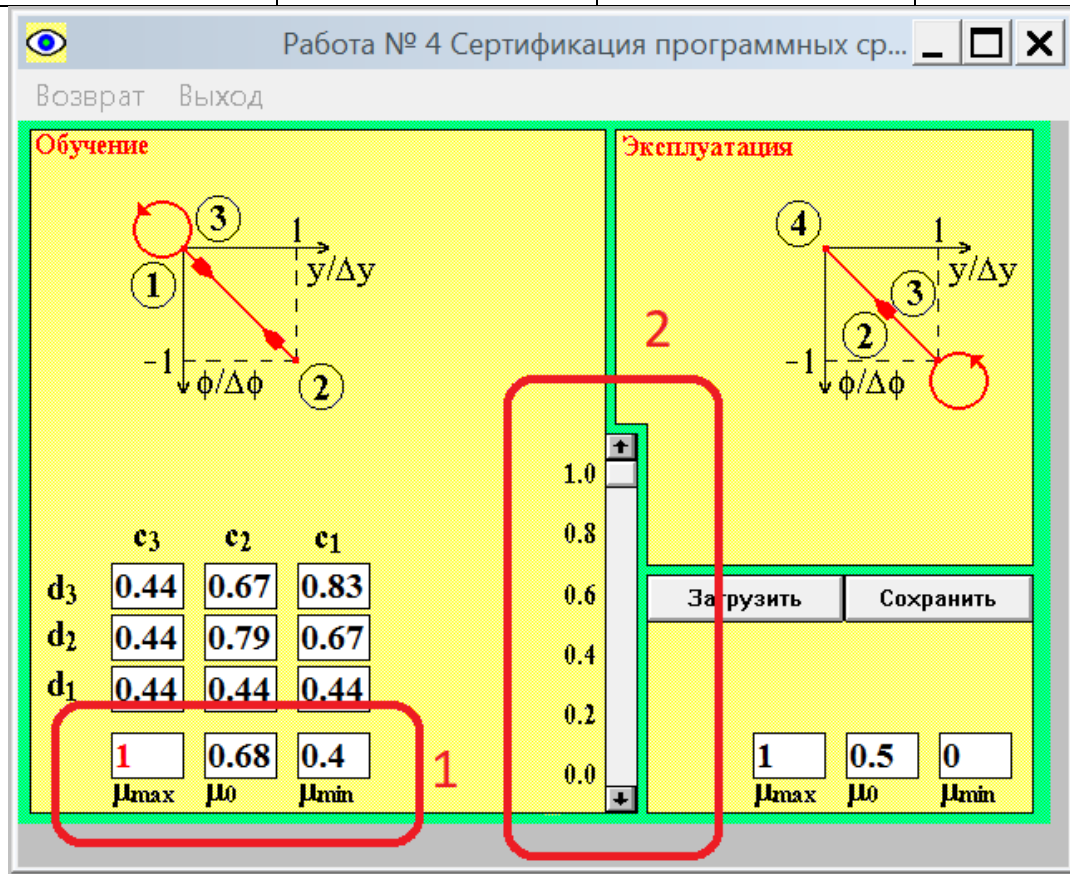 Работа № 4 Сертификация программных ср...
Возврат Выход
Обучение
3
1
y/Δy
1
-1
ϕ/Δϕ
2
Эксплуатация
4
1
y/Δy
3
2
-1
ϕ/Δϕ
2
1.0
0.8
0.6
0.4
0.2
0.0
c3 c2 c1
d3 0.44 0.67 0.83
d2 0.44 0.79 0.67
d1 0.44 0.44 0.44
1 0.68 0.4
μmax μ0 μmin
1
Загрузить Сохранить
1 0.5 0
μmax μ0 μmin